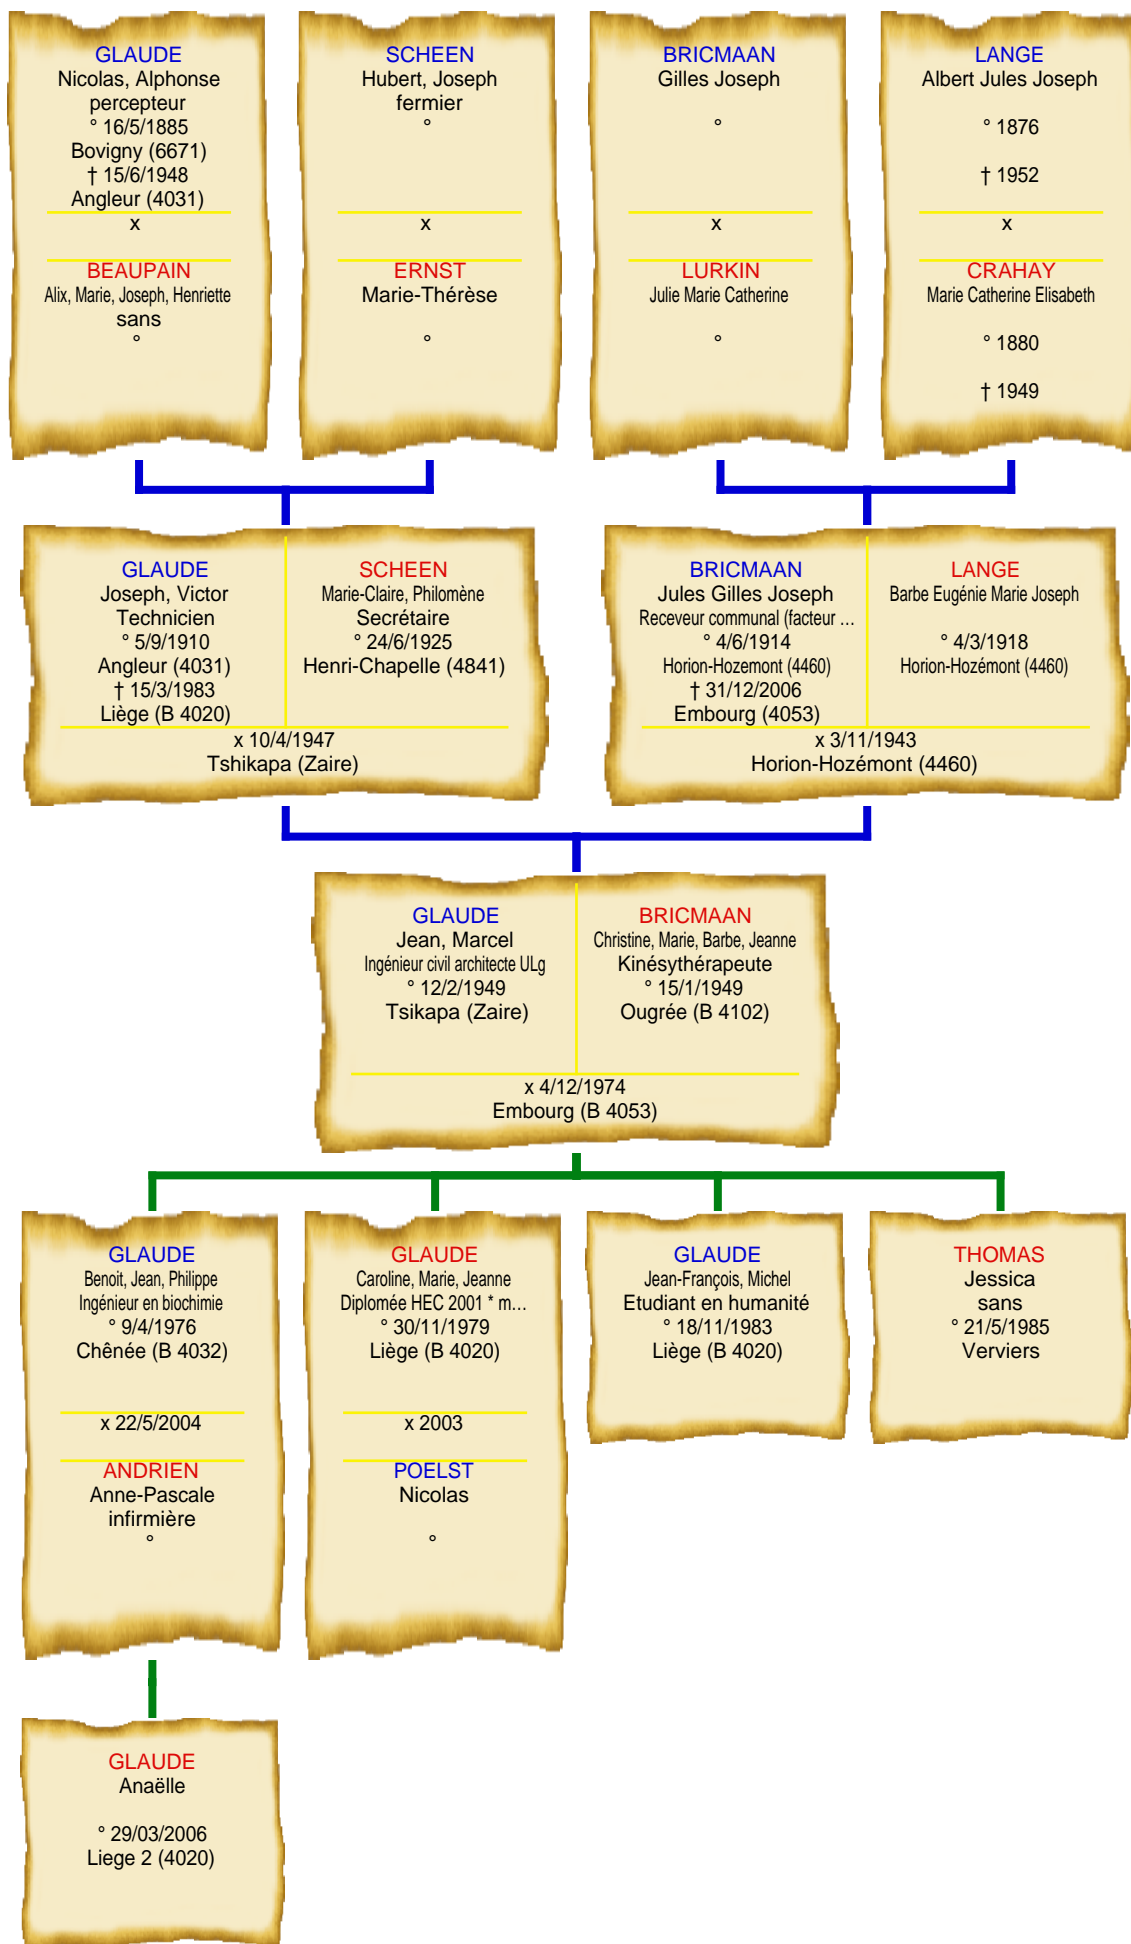 GLAUDE
Nicolas, Alphonse
percepteur
° 16/5/1885
Bovigny (6671)
† 15/6/1948
Angleur (4031)
x
BEAUPAIN
Alix, Marie, Joseph, Henriette
sans
°
SCHEEN
Hubert, Joseph
fermier
°
x
ERNST
Marie-Thérèse
°
BRICMAAN
Gilles Joseph
°
x
LURKIN
Julie Marie Catherine
°
LANGE
Albert Jules Joseph
° 1876
† 1952
x
CRAHAY
Marie Catherine Elisabeth
° 1880
† 1949
GLAUDE
Joseph, Victor
Technicien
° 5/9/1910
Angleur (4031)
† 15/3/1983
Liège (B 4020)
SCHEEN
Marie-Claire, Philomène
Secrétaire
° 24/6/1925
Henri-Chapelle (4841)
x 10/4/1947
Tshikapa (Zaire)
BRICMAAN
Jules Gilles Joseph
Receveur communal (facteur ...
° 4/6/1914
Horion-Hozemont (4460)
† 31/12/2006
Embourg (4053)
LANGE
Barbe Eugénie Marie Joseph
° 4/3/1918
Horion-Hozémont (4460)
x 3/11/1943
Horion-Hozémont (4460)
GLAUDE
Jean, Marcel
Ingénieur civil architecte ULg
° 12/2/1949
Tsikapa (Zaire)
BRICMAAN
Christine, Marie, Barbe, Jeanne
Kinésythérapeute
° 15/1/1949
Ougrée (B 4102)
x 4/12/1974
Embourg (B 4053)
GLAUDE
Benoit, Jean, Philippe
Ingénieur en biochimie
° 9/4/1976
Chênée (B 4032)
x 22/5/2004
ANDRIEN
Anne-Pascale
infirmière
°
GLAUDE
Caroline, Marie, Jeanne
Diplomée HEC 2001 * m...
° 30/11/1979
Liège (B 4020)
x 2003
POELST
Nicolas
°
GLAUDE
Jean-François, Michel
Etudiant en humanité
° 18/11/1983
Liège (B 4020)
THOMAS
Jessica
sans
° 21/5/1985
Verviers
GLAUDE
Anaëlle
° 29/03/2006
Liege 2 (4020)